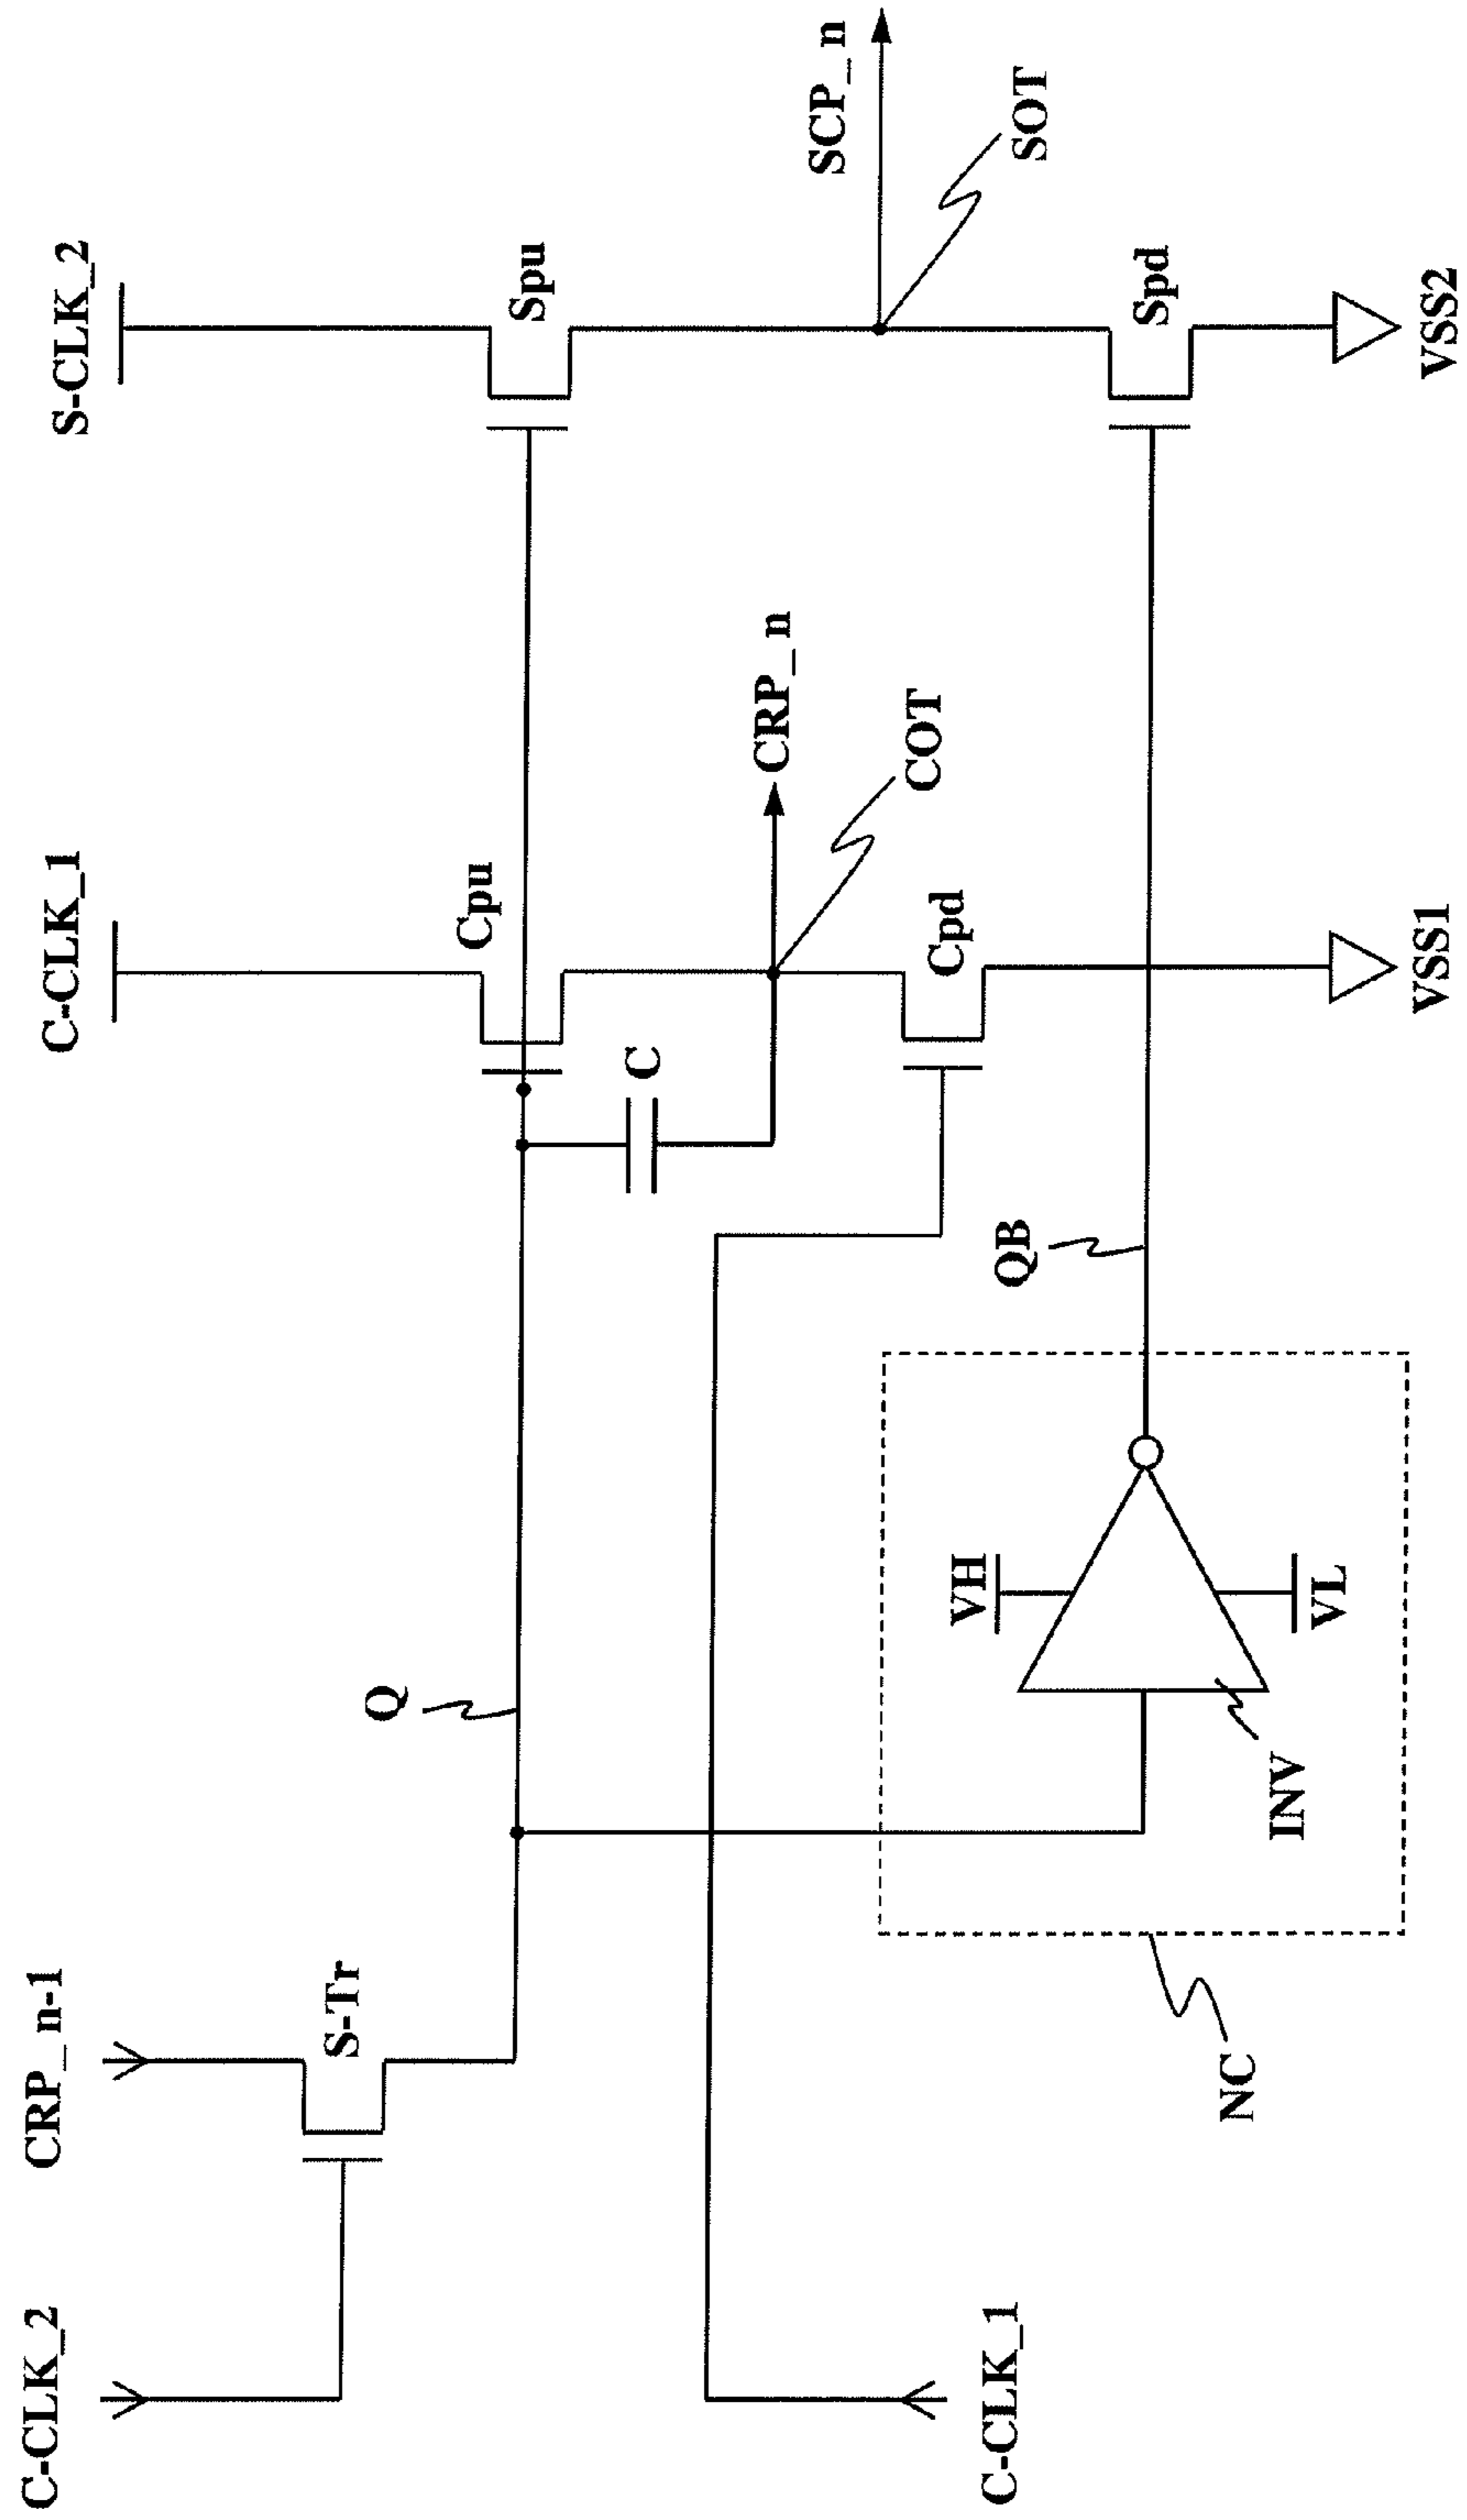 C-CLK_2
CRP_n-1
C-CLK_1
S-CLK_2
S-Tr
Q
Cpu
Spu
C
CRP_n
SCP_n
COT
SOT
C-CLK_1
QB
Cpd
Spd
VH
VL
INV
NC
VSS1
VSS2